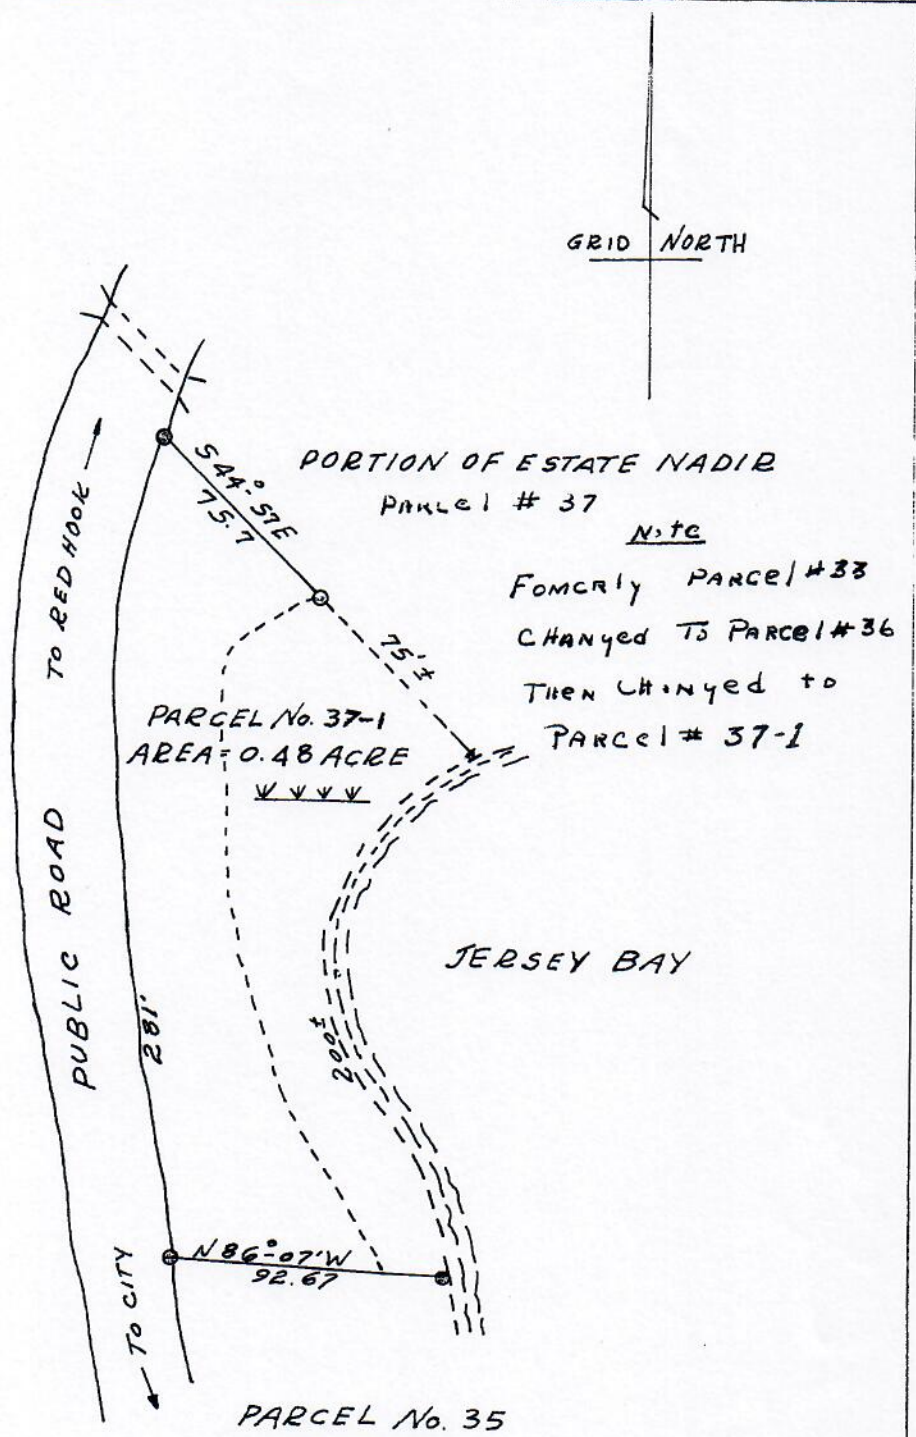 GRID NORTH
PORTION OF ESTATE NADIR
PARCEl # 37
NOTE
FOMERly PARCEl #33
CHANged TO PARCEl #36
THEN CHANged to
PARCEl # 37-1
S44°-57'E
75.7
75'±
TO RED HOOK
PARCEL No. 37-1
AREA = 0.48 ACRE
PUBLIC ROAD
JERSEY BAY
281'
200±
N86°-07'W
92.67
TO CITY
PARCEL No. 35